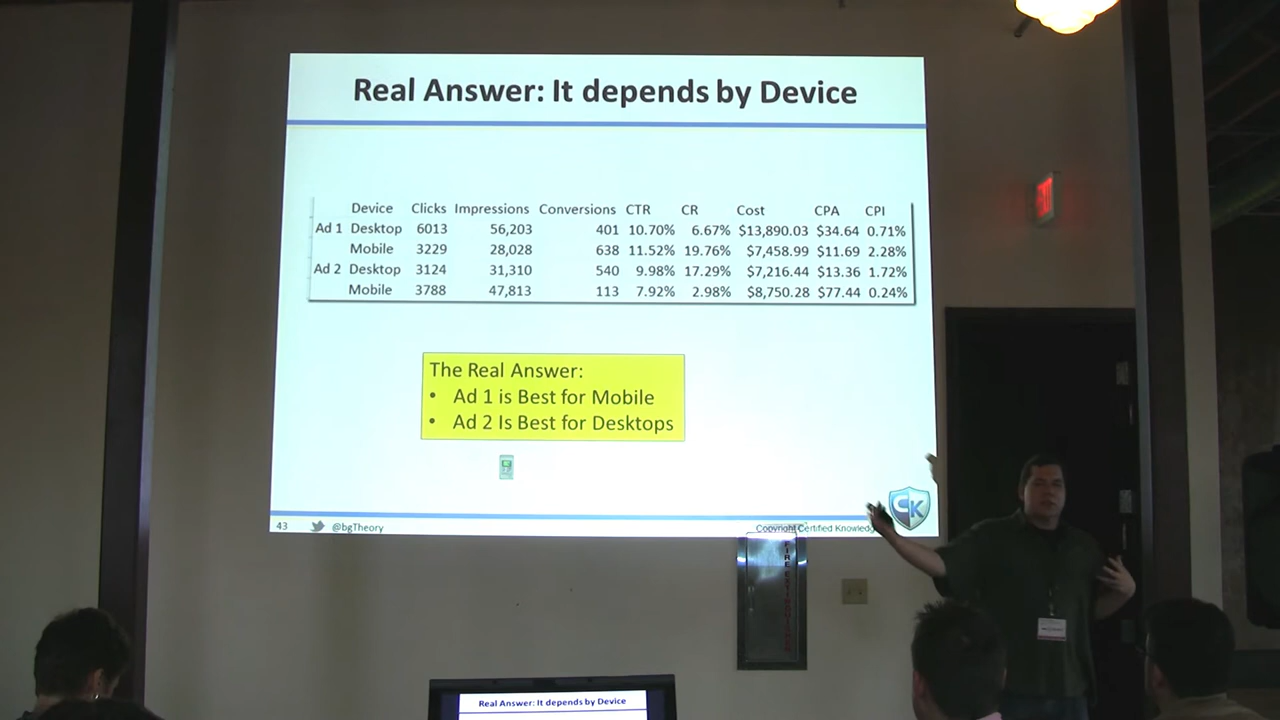 Real Answer: It depends by Device
Device Clicks Impressions Conversions CTR CR Cost CPA CPI
Ad 1 Desktop 6013 56,203 401 10.70% 6.67% $13,890.03 $34.64 0.71%
Mobile 3229 28,028 638 11.52% 19.76% $7,458.99 $11.69 2.28%
Ad 2 Desktop 3124 31,310 540 9.98% 17.29% $7,216.44 $13.36 1.72%
Mobile 3788 47,813 113 7.92% 2.98% $8,750.28 $77.44 0.24%
The Real Answer:
• Ad 1 is Best for Mobile
• Ad 2 Is Best for Desktops
CK
43 @bgTheory Copyright Certified
FIRE
Real Answer: It depends by Device